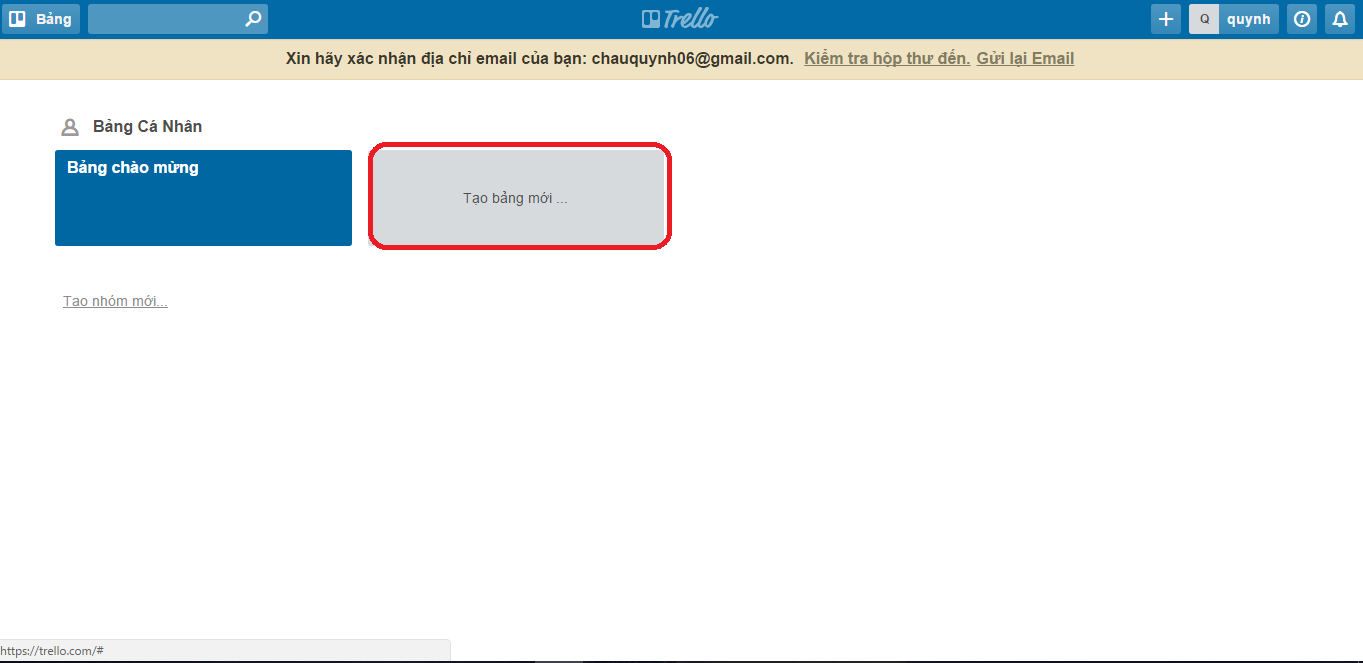 Bảng
Trello
Q quynh
Xin hãy xác nhận địa chỉ email của bạn: chauquynh06@gmail.com. Kiểm tra hộp thư đến. Gửi lại Email
Bảng Cá Nhân
Bảng chào mừng
Tạo bảng mới ...
Tạo nhóm mới...
https://trello.com/#